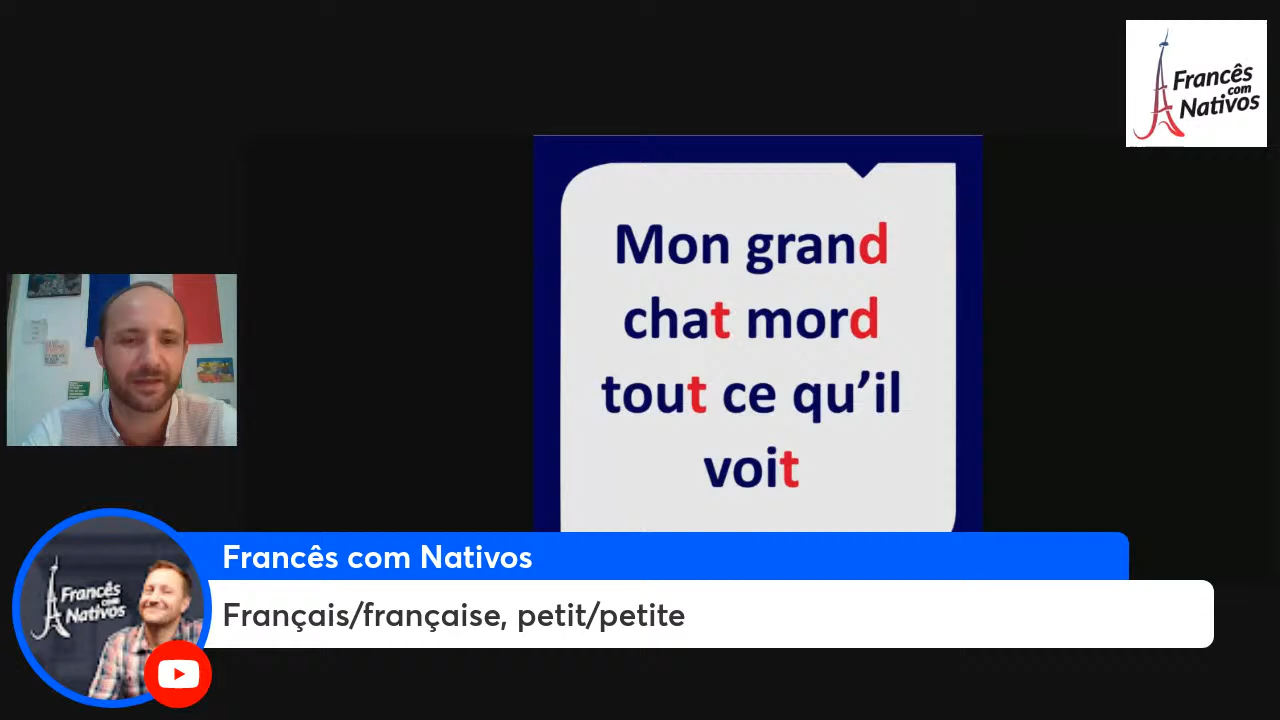 Francês
com
Nativos
Mon grand
chat mord
tout ce qu'il
voit
Francês com Nativos
Français/française, petit/petite
Francês
com
Nativos